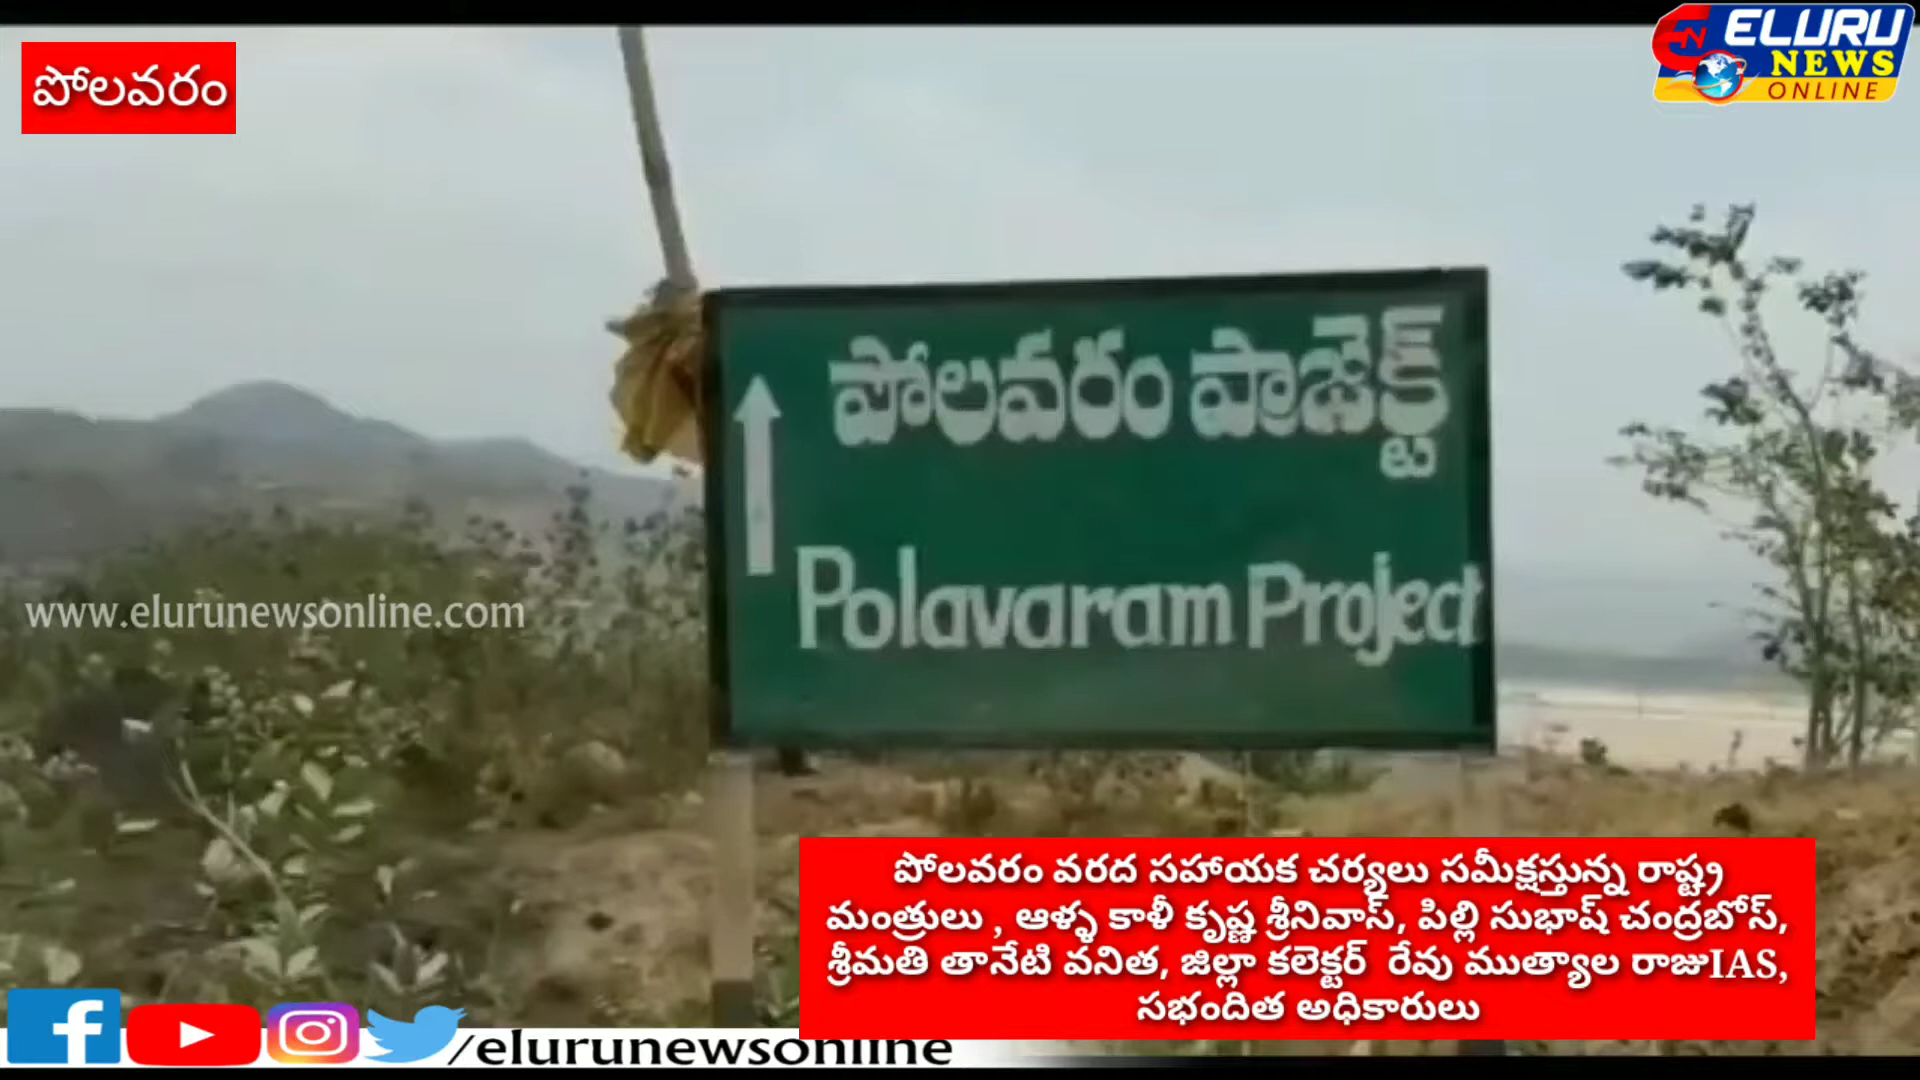 పోలవరం
EN ELURU
NEWS
ONLINE
పోలవరం ప్రాజెక్ట్
Polavaram Project
www.elurunewsonline.com
పోలవరం వరద సహాయక చర్యలు సమీక్షిస్తున్న రాష్ట్ర
మంత్రులు , ఆళ్ళ కాళీ కృష్ణ శ్రీనివాస్, పిల్లి సుభాష్ చంద్రబోస్,
శ్రీమతి తానేటి వనిత, జిల్లా కలెక్టర్ రేవు ముత్యాల రాజుIAS,
సభందిత అధికారులు
/elurunewsonline